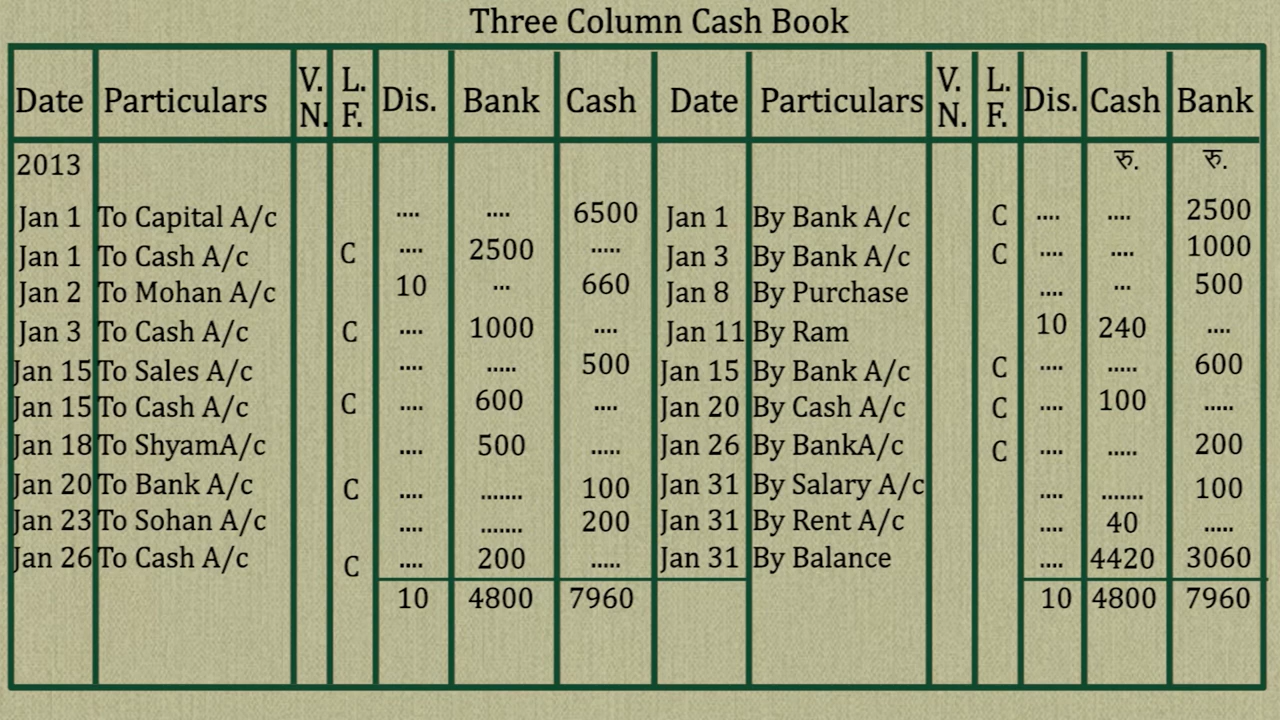 Three Column Cash Book
Date Particulars V. N. L. F. Dis. Bank Cash Date Particulars V. N. L. F. Dis. Cash Bank
2013 रु. रु.
Jan 1 To Capital A/c .... .... 6500 Jan 1 By Bank A/c C .... .... 2500
Jan 1 To Cash A/c C .... 2500 ..... Jan 3 By Bank A/c C .... .... 1000
Jan 2 To Mohan A/c 10 ... 660 Jan 8 By Purchase .... ... 500
Jan 3 To Cash A/c C .... 1000 .... Jan 11 By Ram 10 240 ....
Jan 15 To Sales A/c .... ..... 500 Jan 15 By Bank A/c C .... ..... 600
Jan 15 To Cash A/c C .... 600 .... Jan 20 By Cash A/c C .... 100 .....
Jan 18 To ShyamA/c .... 500 ..... Jan 26 By BankA/c C .... ..... 200
Jan 20 To Bank A/c C .... ....... 100 Jan 31 By Salary A/c .... ....... 100
Jan 23 To Sohan A/c .... ....... 200 Jan 31 By Rent A/c .... 40 .....
Jan 26 To Cash A/c C .... 200 ..... Jan 31 By Balance .... 4420 3060
10 4800 7960 10 4800 7960